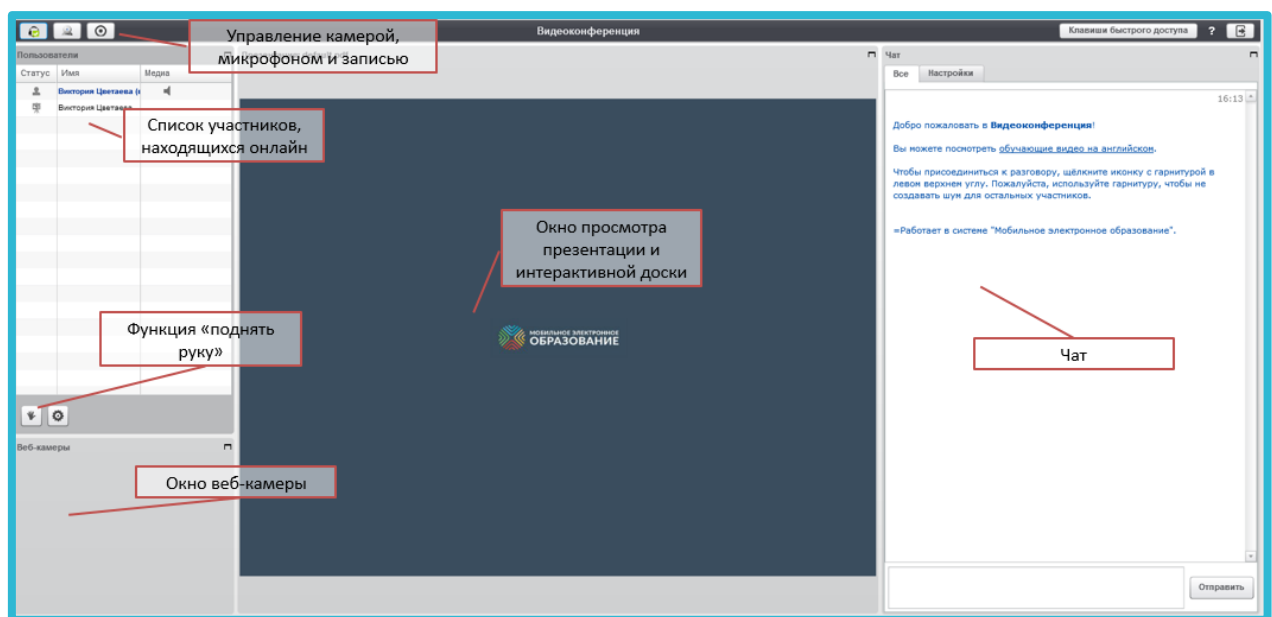 Видеоконференция
Клавиши быстрого доступа
?
Управление камерой,
микрофоном и записью
Пользователи
Статус Имя Медиа
Виктория Цветаева (
Виктория Цветаева
Список участников,
находящихся онлайн
Функция «поднять
руку»
Веб-камеры
Окно веб-камеры
Окно просмотра
презентации и
интерактивной доски
МОБИЛЬНОЕ ЭЛЕКТРОННОЕ
ОБРАЗОВАНИЕ
Чат
Все Настройки
16:13
Добро пожаловать в Видеоконференция!
Вы можете посмотреть обучающие видео на английском.
Чтобы присоединиться к разговору, щёлкните иконку с гарнитурой в
левом верхнем углу. Пожалуйста, используйте гарнитуру, чтобы не
создавать шум для остальных участников.
=Работает в системе "Мобильное электронное образование".
Чат
Отправить